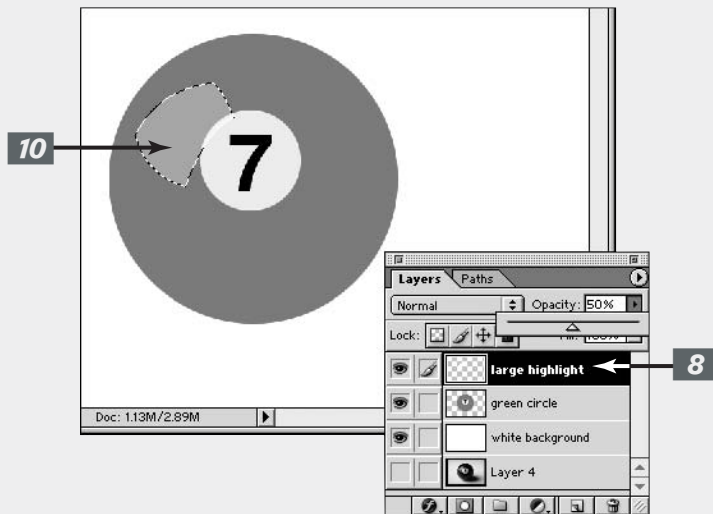 10
7
Layers Paths
Normal Opacity: 50%
Lock:
large highlight
8
green circle
white background
Layer 4
Doc: 1.13M/2.89M